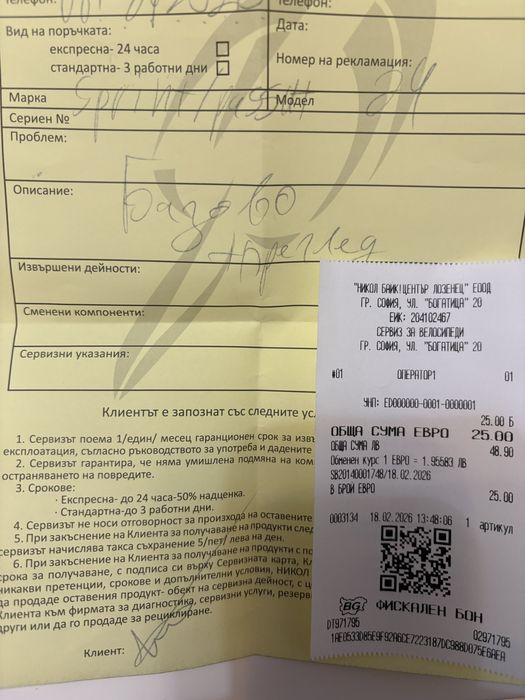 Телефон:
Телефон:
Вид на поръчката:
Дата:
експресна- 24 часа
стандартна- 3 работни дни
Номер на рекламация:
Марка
Sprint
Модел
24
Сериен №
Проблем:
Описание:
Базово
+преглед
Извършени дейности:
Сменени компоненти:
Сервизни указания:
Клиентът е запознат със следните ус
1. Сервизът поема 1/един/ месец гаранционен срок за
експлоатация, съгласно ръководството за употреба и дадените
2. Сервизът гарантира, че няма умишлена подмяна на
отстраняването на повредите.
3. Срокове:
· Експресна- до 24 часа-50% надценка.
· Стандартна-до 3 работни дни.
4. Сервизът не носи отговорност за произхода на оставените
5. При закъснение на Клиента за получаване на продукти
сервизът начислява такса съхранение 5/пет/ лева на ден.
6. При закъснение на Клиента за получаване на продукти с
срока за получаване, с подписа си върху Сервизната карта,
никакви претенции, срокове и допълнителни условия, НИКОЛ
да продаде оставения продукт- обект на сервизна дейност, с
Клиента към фирмата за диагностика, сервизни услуги,
други или да го продаде за рециклиране.
Клиент:
"НИКОЛ БАЙК!ЦЕНТЪР ЛОЗЕНЕЦ" ЕООД
ГР. СОФИЯ, УЛ. "БОГАТИЦА" 20
ЕИК: 204102467
СЕРВИЗ ЗА ВЕЛОСИПЕДИ
ГР. СОФИЯ, УЛ. "БОГАТИЦА" 20
#01 ОПЕРАТОР1 01
УНП: ED000000-0001-0000001
25.00 Б
ОБЩА СУМА ЕВРО 25.00
ОБЩА СУМА ЛВ 48.90
Обменен курс 1 ЕВРО = 1.95583 ЛВ
SB20140001748/18.02.2026
В БРОЙ ЕВРО 25.00
0003134 18.02.2026 13:48:06 1 артикул
BG ФИСКАЛЕН БОН
DT971795 02971795
1AE0533D85E9F92A6CE7223187DC988D075E6AEA